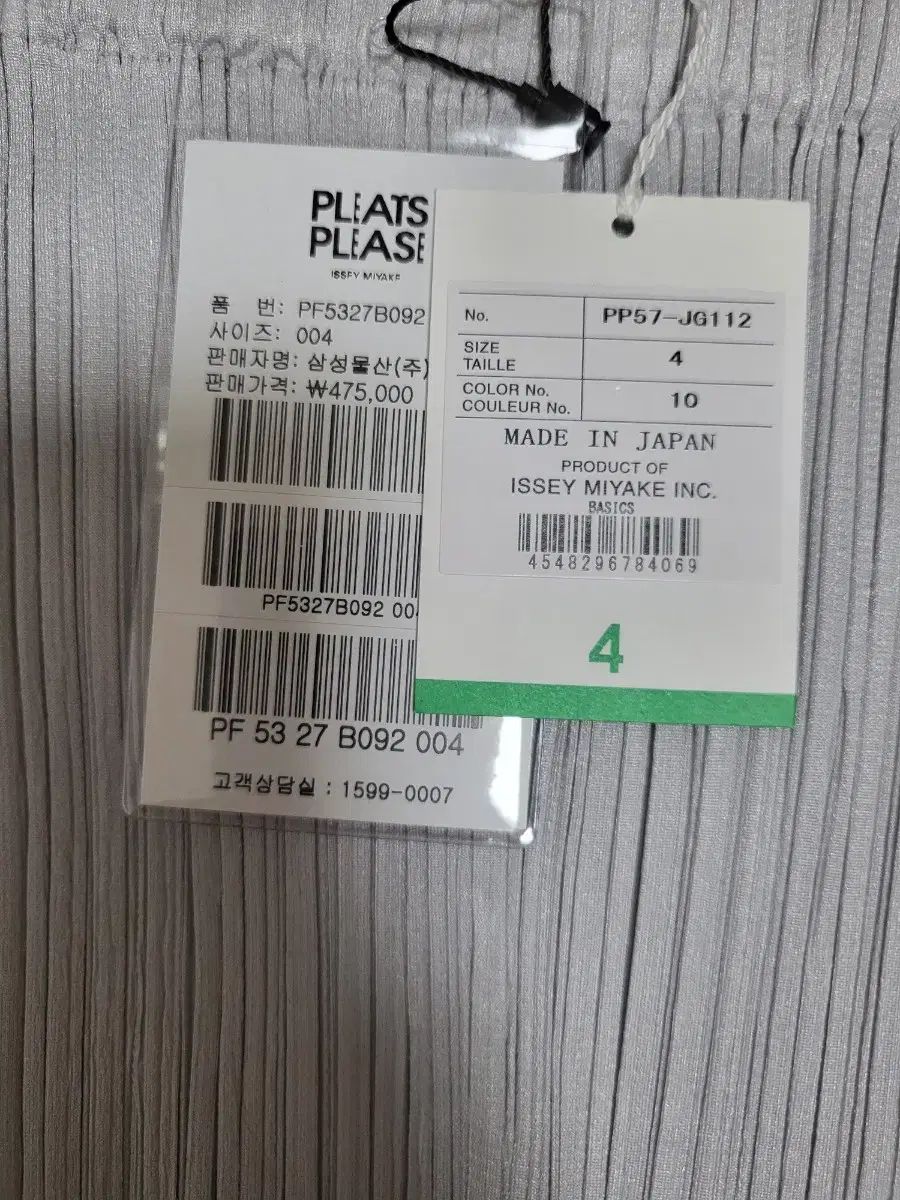 PLEATS
PLEASE
ISSEY MIYAKE
품 번: PF5327B092
사이즈: 004
판매자명: 삼성물산(주)
판매가격: ₩475,000
PF5327B092 004
PF 53 27 B092 004
고객상담실 : 1599-0007
No. PP57-JG112
SIZE
TAILLE 4
COLOR No.
COULEUR No. 10
MADE IN JAPAN
PRODUCT OF
ISSEY MIYAKE INC.
BASICS
4548296784069
4